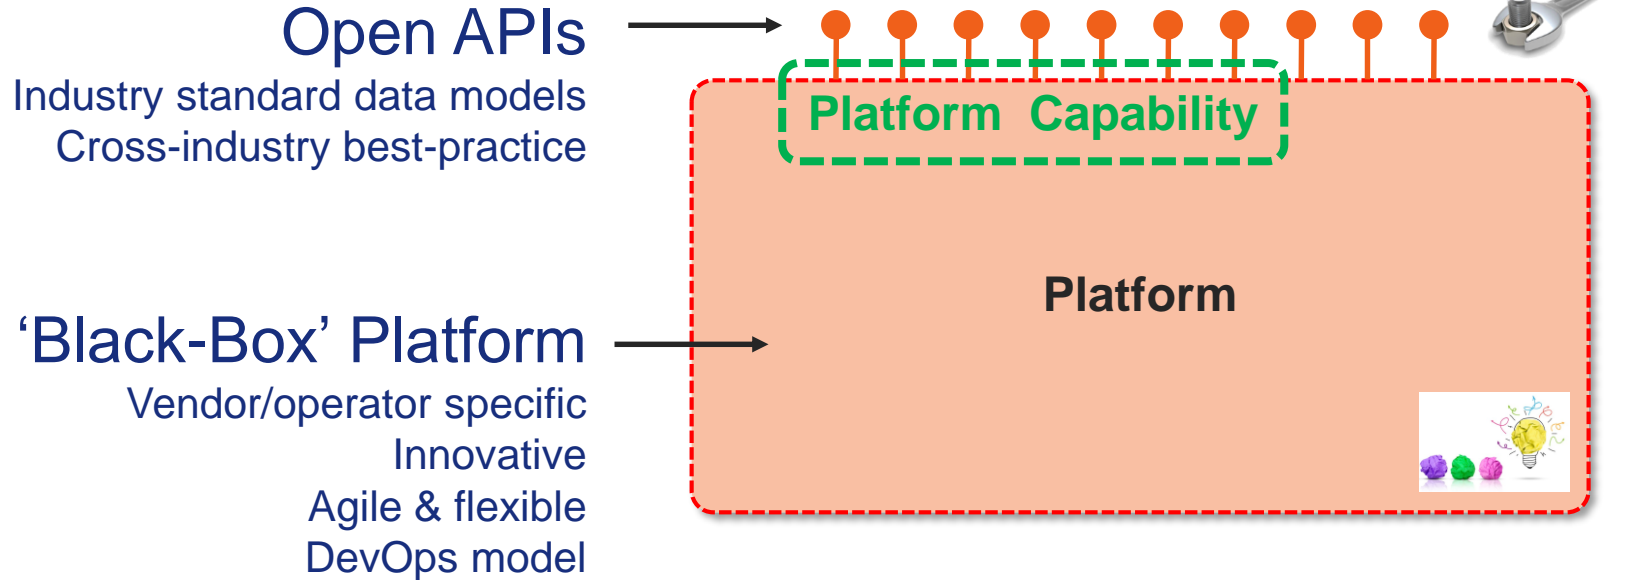 Open APIs
Industry standard data models
Cross-industry best-practice
Platform Capability
Platform
‘Black-Box’ Platform
Vendor/operator specific
Innovative
Agile & flexible
DevOps model